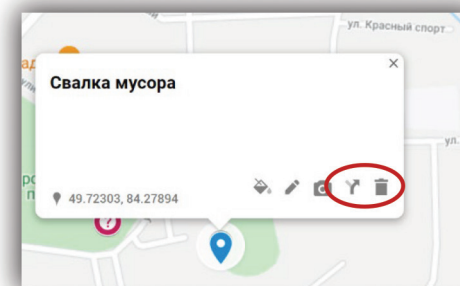 ул. Красный спорт
Свалка мусора
ул.
49.72303, 84.27894
?